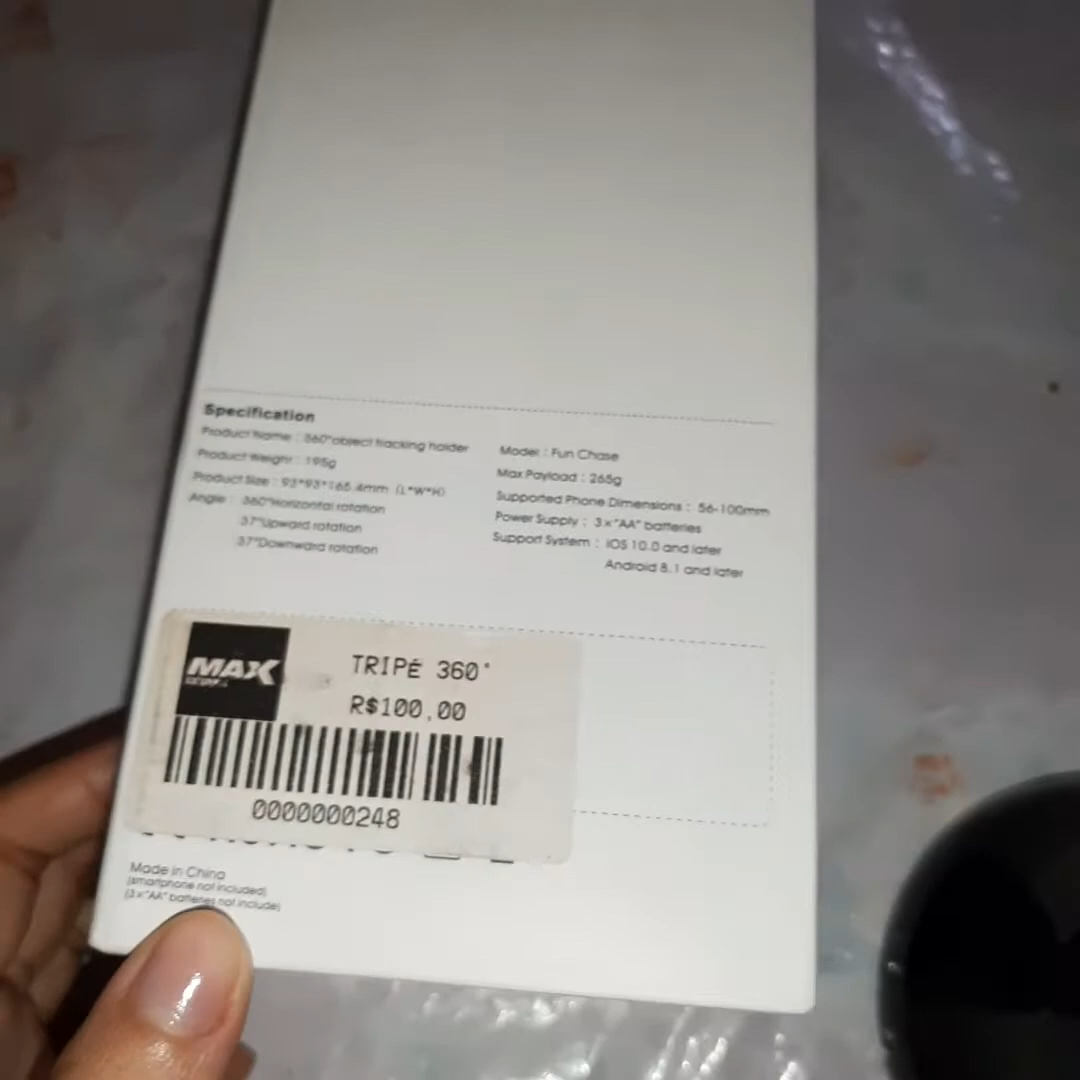 Specification
Product Name : 360°object tracking holder
Product Weight : 195g
Product Size : 93*93*165.4mm (L*W*H)
Angle : 360°Horizontal rotation
37°Upward rotation
37°Downward rotation
Model : Fun Chase
Max Payload : 265g
Supported Phone Dimensions : 56-100mm
Power Supply : 3×"AA" batteries
Support System : iOS 10.0 and later
Android 8.1 and later
MAX
TRIPÉ 360°
R$100,00
0000000248
Made in China
(smartphone not included)
(3×"AA" batteries not include)